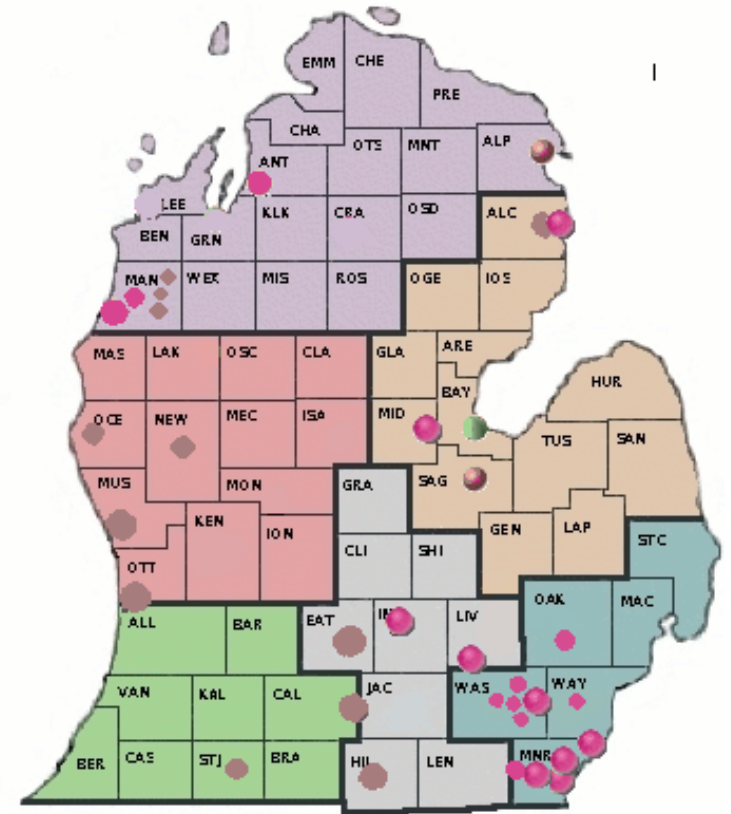 EMM
CHE
I
PRE
CHA
OTS
MNT
ALP
ANT
LEE
KLK
CRA
OSD
ALC
BEN
GRN
MAN
WEX
MIS
ROS
OGE
IOS
MAS
LAK
OSC
CLA
GLA
ARE
HUR
BAY
OCE
NEW
MEC
ISA
MID
TUS
SAN
MUS
MON
GRA
SAG
KEN
ION
GEN
LAP
STC
CLI
SHI
OTT
OAK
MAC
ALL
BAR
EAT
LIV
VAN
KAL
CAL
JAC
WAS
WAY
BER
CAS
STJ
BRA
LEN
MNR